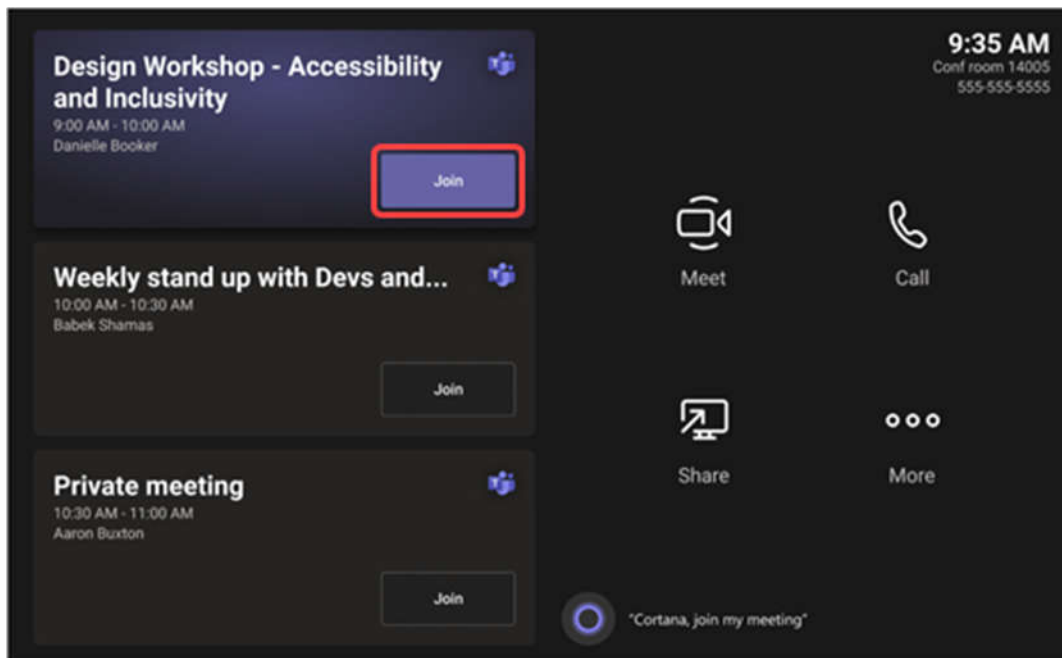 Design Workshop - Accessibility
and Inclusivity
9:00 AM - 10:00 AM
Danielle Booker
Join
Weekly stand up with Devs and...
10:00 AM - 10:30 AM
Babek Shamas
Join
Private meeting
10:30 AM - 11:00 AM
Aaron Buxton
Join
9:35 AM
Conf room 14005
555-555-5555
Meet
Call
Share
More
"Cortana, join my meeting"